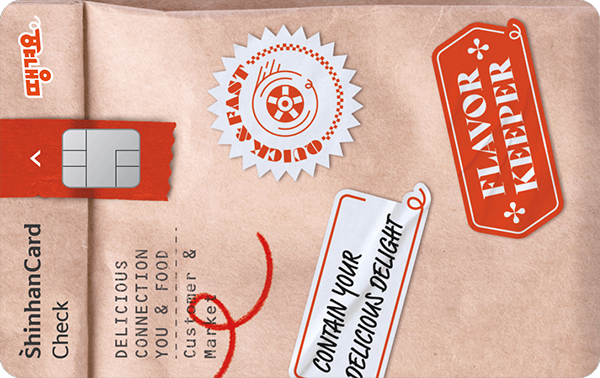 땡겨요
ShinhanCard
Check
DELICIOUS
CONNECTION
YOU & FOOD
Customer &
Market
QUICK & FAST
CONTAIN YOUR
DELICIOUS DELIGHT
FLAVOR
KEEPER